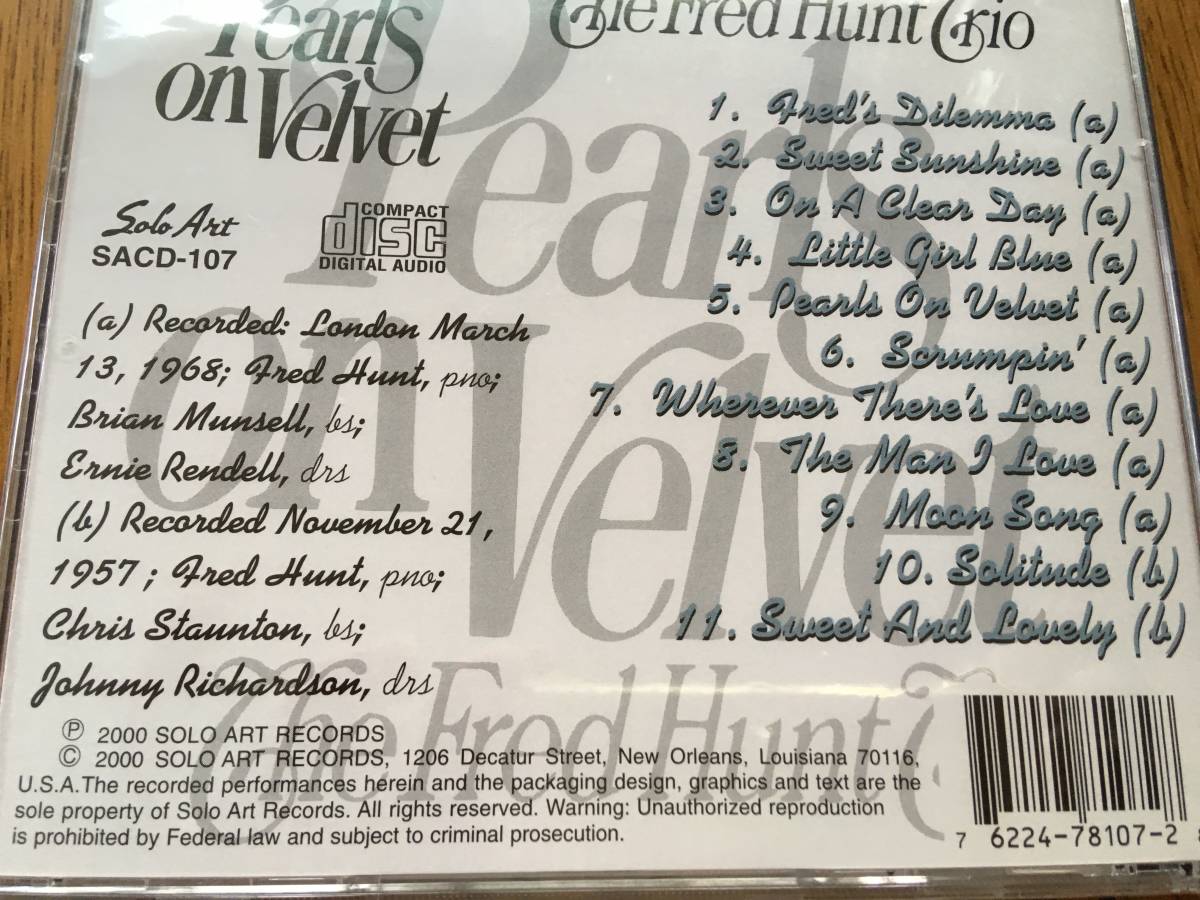 Pearls
on Velvet
The Fred Hunt Trio
Solo Art
SACD-107
COMPACT
disc
DIGITAL AUDIO
(a) Recorded: London March
13, 1968; Fred Hunt, pno;
Brian Munsell, bs;
Ernie Rendell, drs
(b) Recorded November 21,
1957 ; Fred Hunt, pno;
Chris Staunton, bs;
Johnny Richardson, drs
1. Fred's Dilemma (a)
2. Sweet Sunshine (a)
3. On A Clear Day (a)
4. Little Girl Blue (a)
5. Pearls On Velvet (a)
6. Scrumpin' (a)
7. Wherever There's Love (a)
8. The Man I Love (a)
9. Moon Song (a)
10. Solitude (b)
11. Sweet And Lovely (b)
Pearls
on Velvet
The Fred Hunt
℗ 2000 SOLO ART RECORDS
© 2000 SOLO ART RECORDS, 1206 Decatur Street, New Orleans, Louisiana 70116,
U.S.A.The recorded performances herein and the packaging design, graphics and text are the
sole property of Solo Art Records. All rights reserved. Warning: Unauthorized reproduction
is prohibited by Federal law and subject to criminal prosecution.
7 6224-78107-2 8